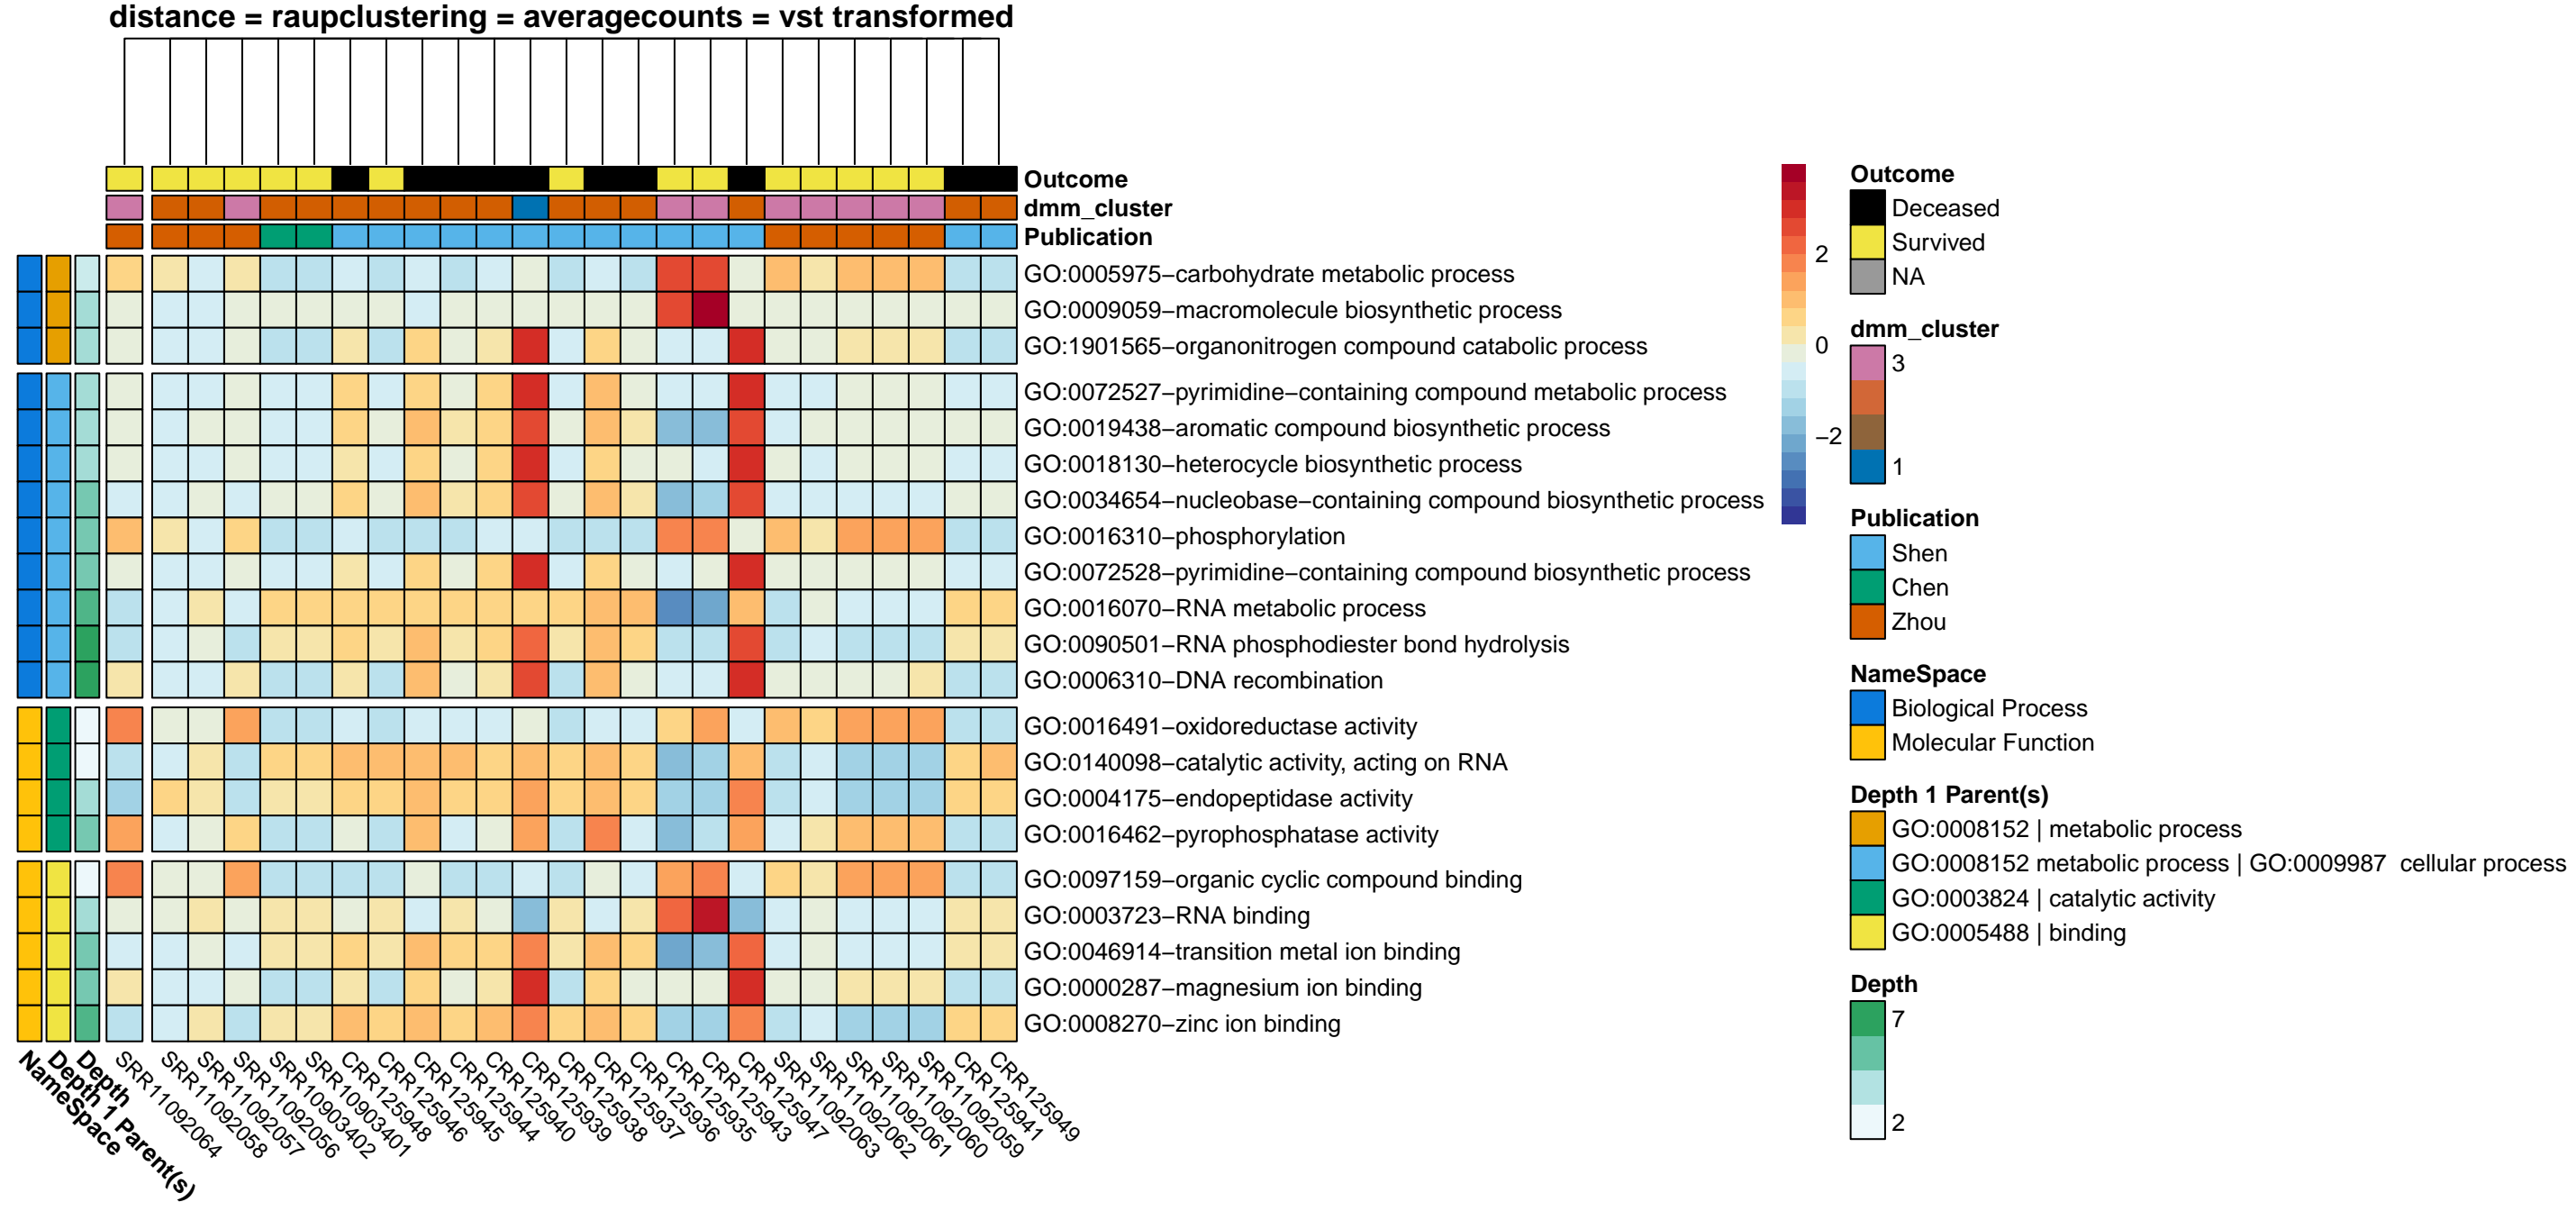 distance = raupclustering = averagecounts = vst transformed
Outcome
dmm_cluster
Publication
GO:0005975−carbohydrate metabolic process
GO:0009059−macromolecule biosynthetic process
GO:1901565−organonitrogen compound catabolic process
GO:0072527−pyrimidine−containing compound metabolic process
GO:0019438−aromatic compound biosynthetic process
GO:0018130−heterocycle biosynthetic process
GO:0034654−nucleobase−containing compound biosynthetic process
GO:0016310−phosphorylation
GO:0072528−pyrimidine−containing compound biosynthetic process
GO:0016070−RNA metabolic process
GO:0090501−RNA phosphodiester bond hydrolysis
GO:0006310−DNA recombination
GO:0016491−oxidoreductase activity
GO:0140098−catalytic activity, acting on RNA
GO:0004175−endopeptidase activity
GO:0016462−pyrophosphatase activity
GO:0097159−organic cyclic compound binding
GO:0003723−RNA binding
GO:0046914−transition metal ion binding
GO:0000287−magnesium ion binding
GO:0008270−zinc ion binding
NameSpace
Depth 1 Parent(s)
Depth
SRR11092064
SRR11092058
SRR11092057
SRR11092056
SRR10903402
SRR10903401
CRR125948
CRR125946
CRR125945
CRR125944
CRR125940
CRR125939
CRR125938
CRR125937
CRR125936
CRR125935
CRR125943
CRR125947
SRR11092063
SRR11092062
SRR11092061
SRR11092060
SRR11092059
CRR125941
CRR125949
2
0
−2
Outcome
Deceased
Survived
NA
dmm_cluster
3
1
Publication
Shen
Chen
Zhou
NameSpace
Biological Process
Molecular Function
Depth 1 Parent(s)
GO:0008152 | metabolic process
GO:0008152 metabolic process | GO:0009987  cellular process
GO:0003824 | catalytic activity
GO:0005488 | binding
Depth
7
2